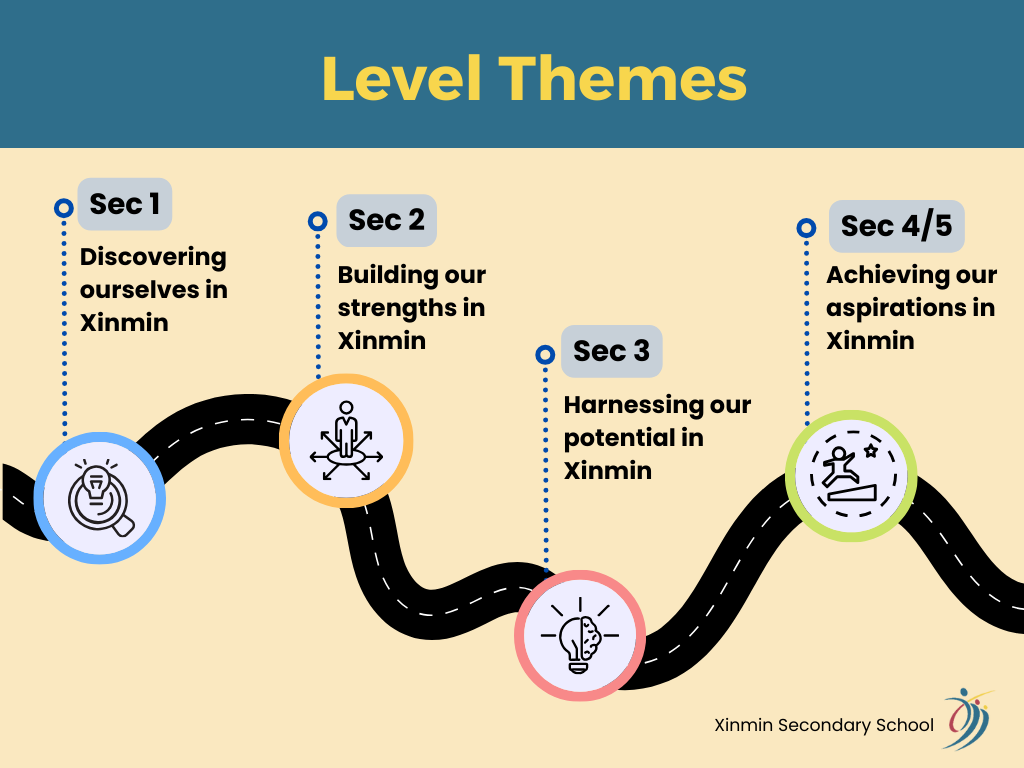 Level Themes
Sec 1
Discovering
ourselves in
Xinmin
Sec 2
Building our
strengths in
Xinmin
Sec 3
Harnessing our
potential in
Xinmin
Sec 4/5
Achieving our
aspirations in
Xinmin
Xinmin Secondary School